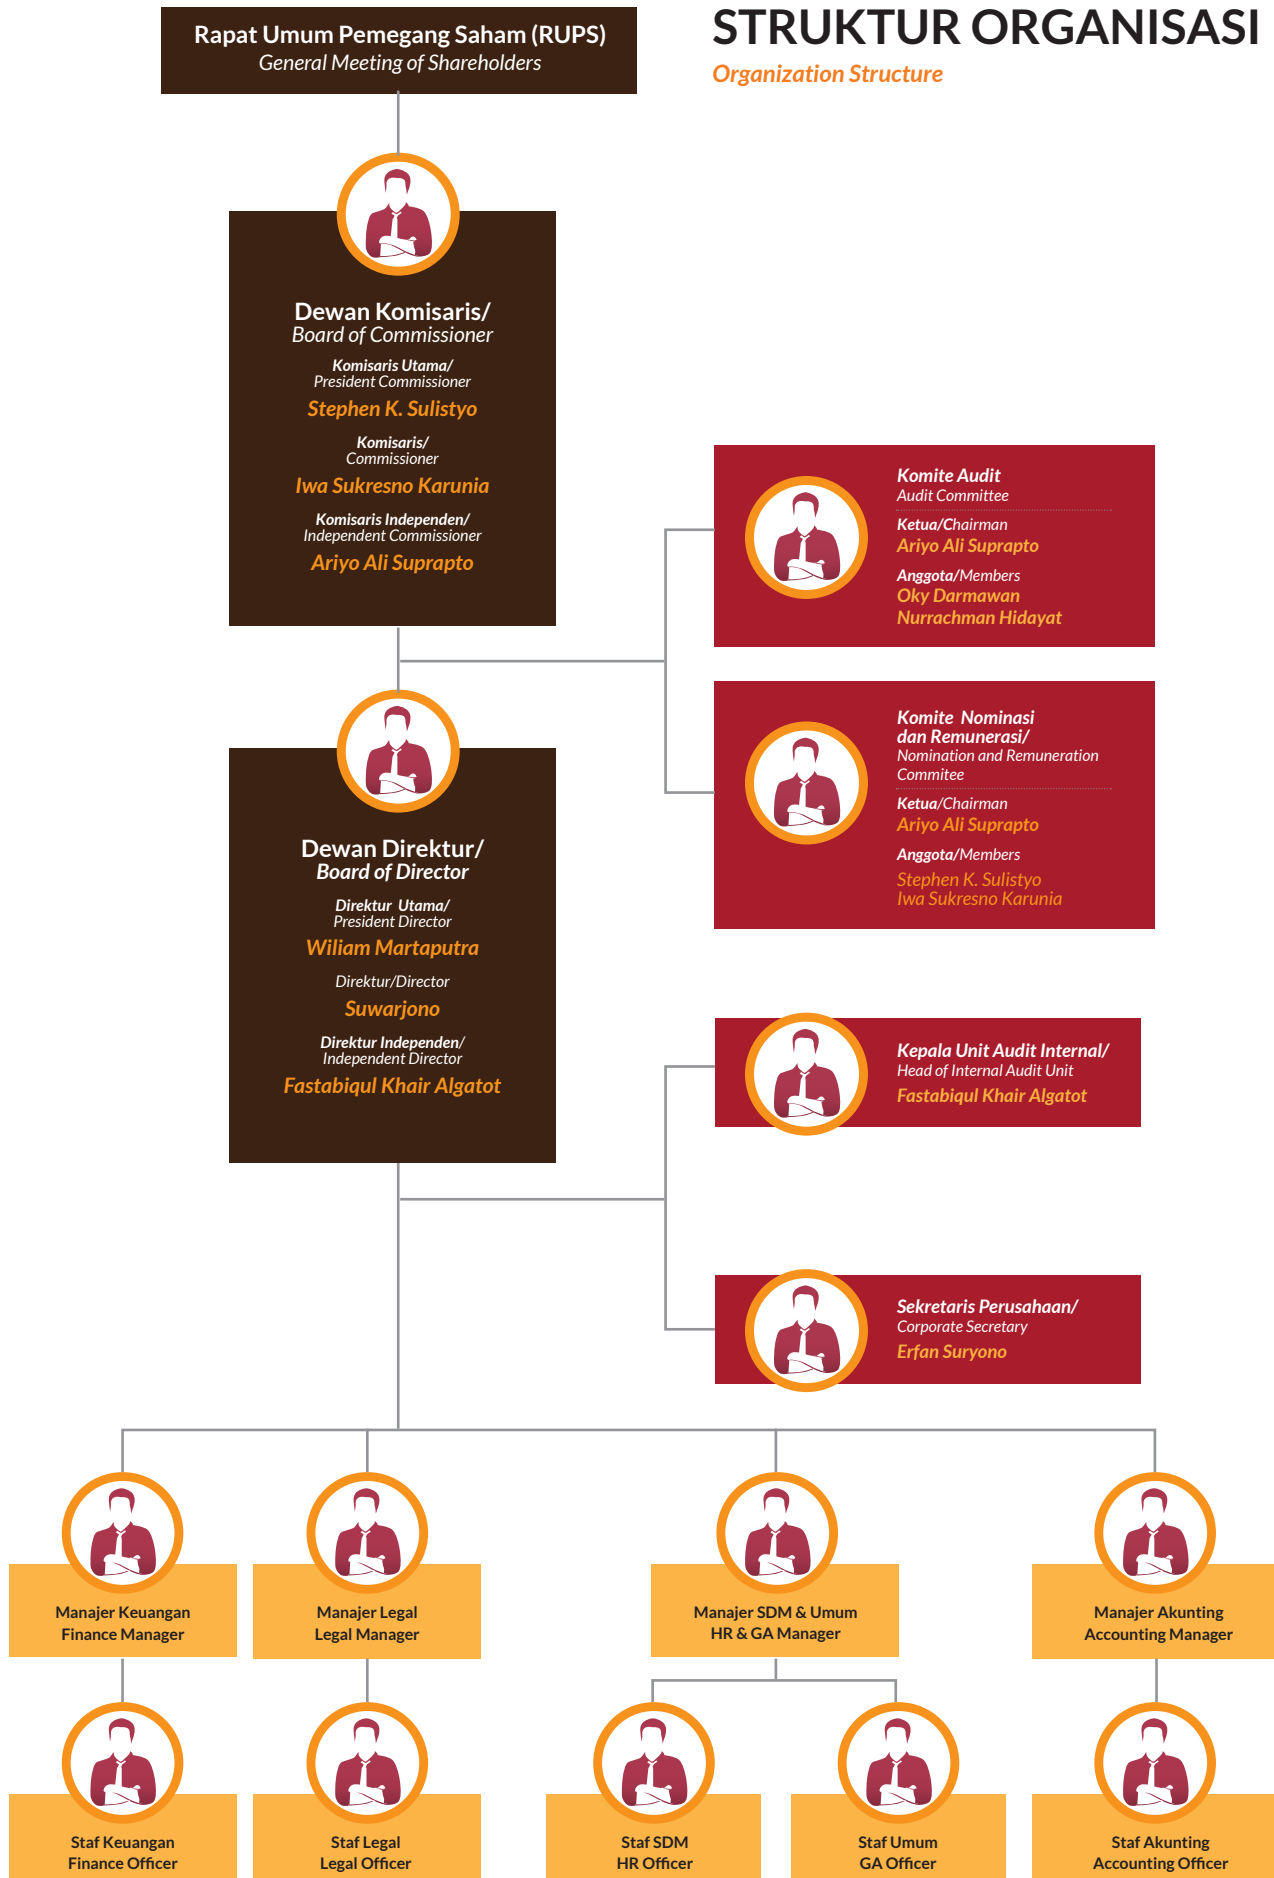 STRUKTUR ORGANISASI
Organization Structure
Rapat Umum Pemegang Saham (RUPS)
General Meeting of Shareholders
Dewan Komisaris/
Board of Commissioner
Komisaris Utama/
President Commissioner
Stephen K. Sulistyo
Komisaris/
Commissioner
Iwa Sukresno Karunia
Komisaris Independen/
Independent Commissioner
Ariyo Ali Suprapto
Komite Audit
Audit Committee
Ketua/Chairman
Ariyo Ali Suprapto
Anggota/Members
Oky Darmawan
Nurrachman Hidayat
Komite Nominasi
dan Remunerasi/
Nomination and Remuneration
Commitee
Ketua/Chairman
Ariyo Ali Suprapto
Anggota/Members
Stephen K. Sulistyo
Iwa Sukresno Karunia
Dewan Direktur/
Board of Director
Direktur Utama/
President Director
Wiliam Martaputra
Direktur/Director
Suwarjono
Direktur Independen/
Independent Director
Fastabiqul Khair Algatot
Kepala Unit Audit Internal/
Head of Internal Audit Unit
Fastabiqul Khair Algatot
Sekretaris Perusahaan/
Corporate Secretary
Erfan Suryono
Manajer Keuangan
Finance Manager
Manajer Legal
Legal Manager
Manajer SDM & Umum
HR & GA Manager
Manajer Akunting
Accounting Manager
Staf Keuangan
Finance Officer
Staf Legal
Legal Officer
Staf SDM
HR Officer
Staf Umum
GA Officer
Staf Akunting
Accounting Officer